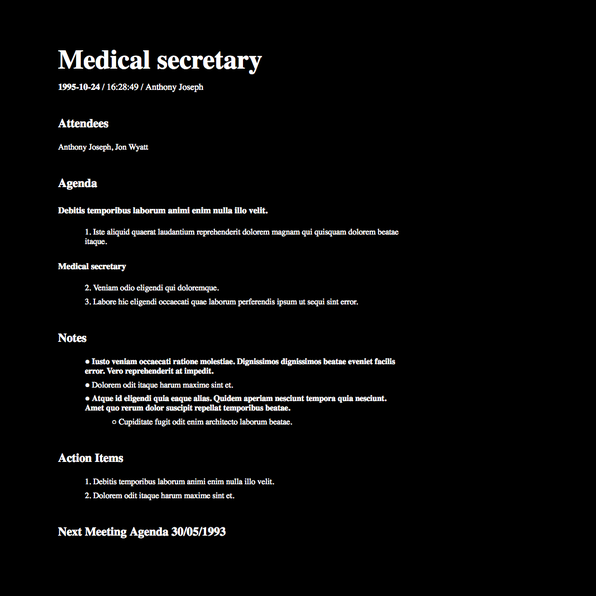 Medical secretary
1995-10-24 / 16:28:49 / Anthony Joseph
Attendees
Anthony Joseph, Jon Wyatt
Agenda
Debitis temporibus laborum animi enim nulla illo velit.
1. Iste aliquid quaerat laudantium reprehenderit dolorem magnam qui quisquam dolorem beatae
itaque.
Medical secretary
2. Veniam odio eligendi qui doloremque.
3. Labore hic eligendi occaecati quae laborum perferendis ipsum ut sequi sint error.
Notes
● Iusto veniam occaecati ratione molestiae. Dignissimos dignissimos beatae eveniet facilis
error. Vero reprehenderit at impedit.
● Dolorem odit itaque harum maxime sint et.
● Atque id eligendi quia eaque alias. Quidem aperiam nesciunt tempora quia nesciunt.
Amet quo rerum dolor suscipit repellat temporibus beatae.
○ Cupiditate fugit odit enim architecto laborum beatae.
Action Items
1. Debitis temporibus laborum animi enim nulla illo velit.
2. Dolorem odit itaque harum maxime sint et.
Next Meeting Agenda 30/05/1993